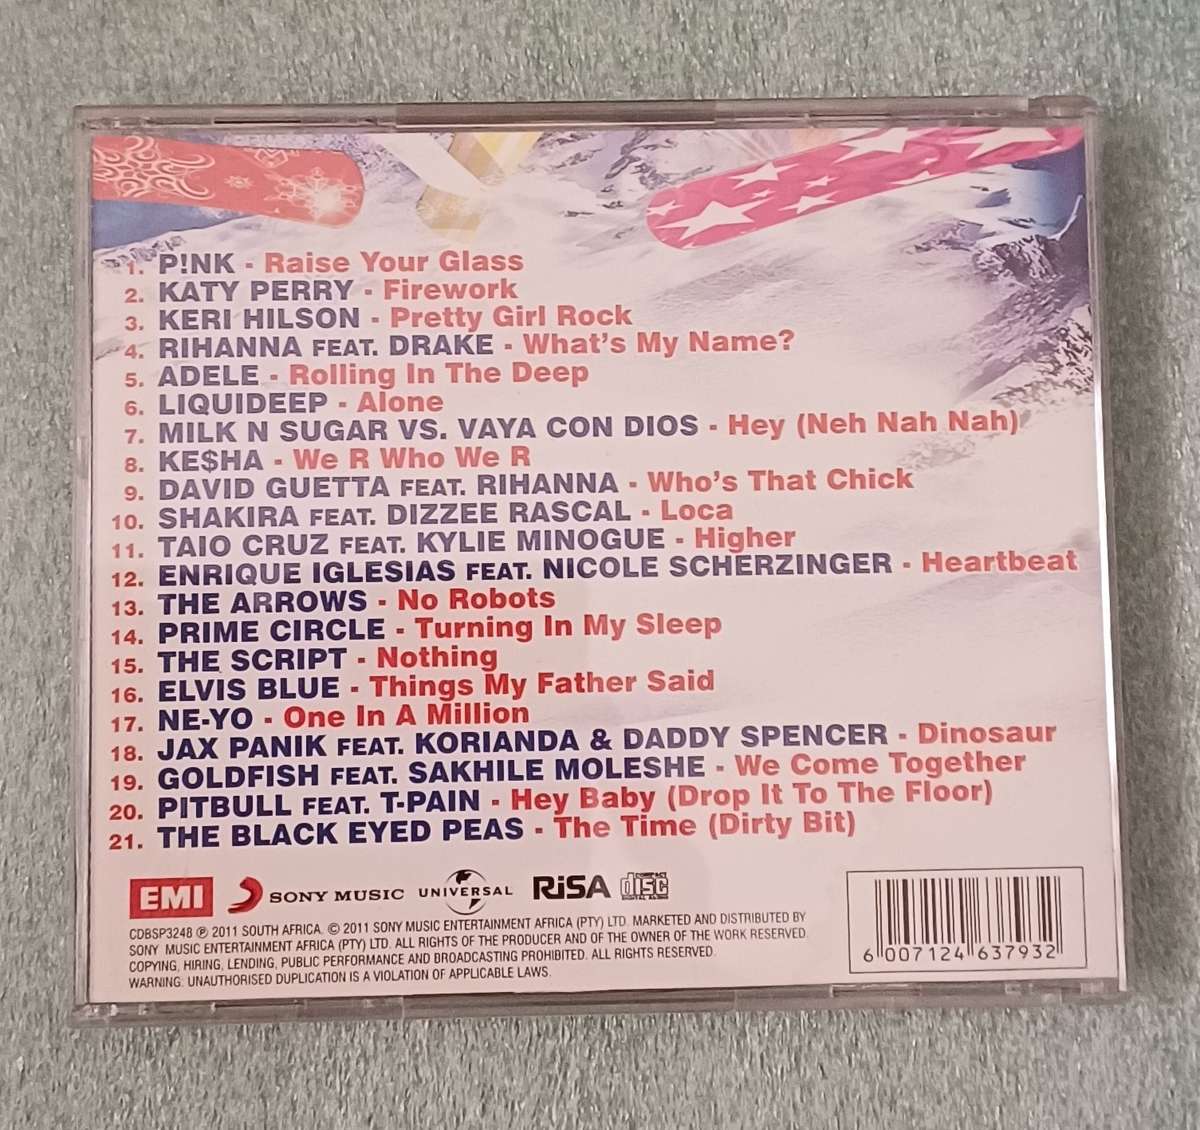 1. P!NK - Raise Your Glass
2. KATY PERRY - Firework
3. KERI HILSON - Pretty Girl Rock
4. RIHANNA FEAT. DRAKE - What's My Name?
5. ADELE - Rolling In The Deep
6. LIQUIDEEP - Alone
7. MILK N SUGAR VS. VAYA CON DIOS - Hey (Neh Nah Nah)
8. KE$HA - We R Who We R
9. DAVID GUETTA FEAT. RIHANNA - Who's That Chick
10. SHAKIRA FEAT. DIZZEE RASCAL - Loca
11. TAIO CRUZ FEAT. KYLIE MINOGUE - Higher
12. ENRIQUE IGLESIAS FEAT. NICOLE SCHERZINGER - Heartbeat
13. THE ARROWS - No Robots
14. PRIME CIRCLE - Turning In My Sleep
15. THE SCRIPT - Nothing
16. ELVIS BLUE - Things My Father Said
17. NE-YO - One In A Million
18. JAX PANIK FEAT. KORIANDA & DADDY SPENCER - Dinosaur
19. GOLDFISH FEAT. SAKHILE MOLESHE - We Come Together
20. PITBULL FEAT. T-PAIN - Hey Baby (Drop It To The Floor)
21. THE BLACK EYED PEAS - The Time (Dirty Bit)
EMI SONY MUSIC UNIVERSAL RiSA COMPACT disc DIGITAL AUDIO
CDBSP3248 ℗ 2011 SOUTH AFRICA. © 2011 SONY MUSIC ENTERTAINMENT AFRICA (PTY) LTD. MARKETED AND DISTRIBUTED BY
SONY MUSIC ENTERTAINMENT AFRICA (PTY) LTD. ALL RIGHTS OF THE PRODUCER AND OF THE OWNER OF THE WORK RESERVED.
COPYING, HIRING, LENDING, PUBLIC PERFORMANCE AND BROADCASTING PROHIBITED. ALL RIGHTS RESERVED.
WARNING: UNAUTHORISED DUPLICATION IS A VIOLATION OF APPLICABLE LAWS.
6 007124 637932